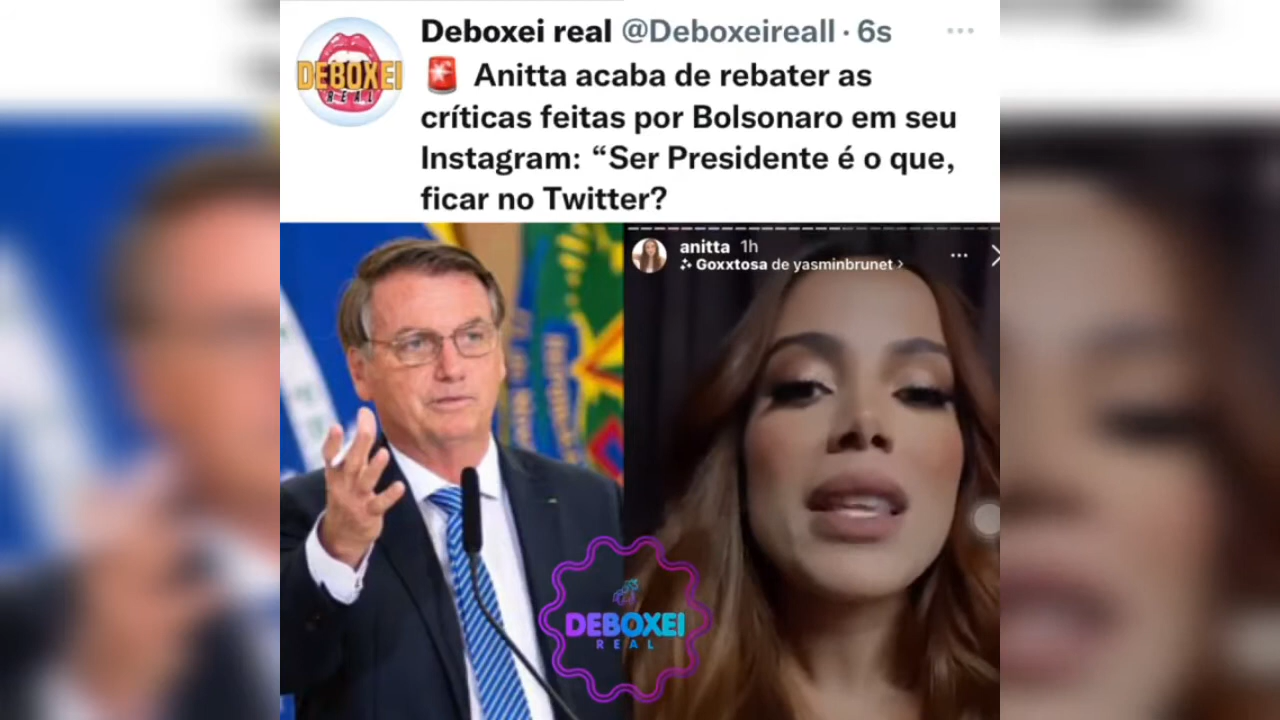 DEBOXEI
REAL
Deboxei real @Deboxeireall · 6s
🚨 Anitta acaba de rebater as
críticas feitas por Bolsonaro em seu
Instagram: “Ser Presidente é o que,
ficar no Twitter?
anitta 1h
Goxxtosa de yasminbrunet >
DEBOXEI
REAL